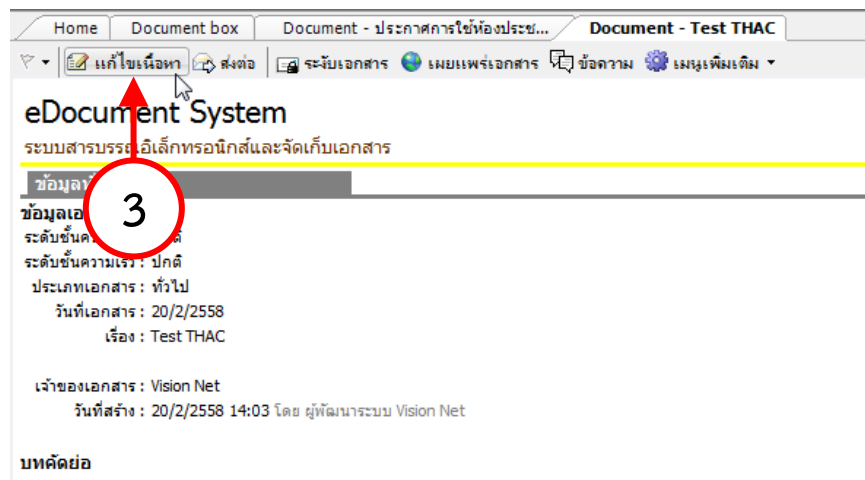 Home Document box Document - ประกาศการใช้ห้องประช... Document - Test THAC
แก้ไขเนื้อหา ส่งต่อ ระงับเอกสาร เผยแพร่เอกสาร ข้อความ เมนูเพิ่มเติม
eDocument System
ระบบสารบรรณอิเล็กทรอนิกส์และจัดเก็บเอกสาร
3
ระดับชั้นความเร็ว : ปกติ
ประเภทเอกสาร : ทั่วไป
วันที่เอกสาร : 20/2/2558
เรื่อง : Test THAC
เจ้าของเอกสาร : Vision Net
วันที่สร้าง : 20/2/2558 14:03 โดย ผู้พัฒนาระบบ Vision Net
บทคัดย่อ